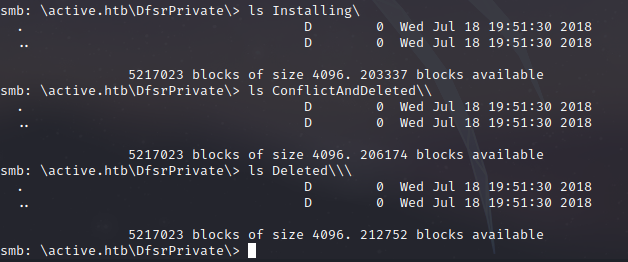 smb: \active.htb\DfsrPrivate\> ls Installing\
. D 0 Wed Jul 18 19:51:30 2018
.. D 0 Wed Jul 18 19:51:30 2018
5217023 blocks of size 4096. 203337 blocks available
smb: \active.htb\DfsrPrivate\> ls ConflictAndDeleted\\
. D 0 Wed Jul 18 19:51:30 2018
.. D 0 Wed Jul 18 19:51:30 2018
5217023 blocks of size 4096. 206174 blocks available
smb: \active.htb\DfsrPrivate\> ls Deleted\\\
. D 0 Wed Jul 18 19:51:30 2018
.. D 0 Wed Jul 18 19:51:30 2018
5217023 blocks of size 4096. 212752 blocks available
smb: \active.htb\DfsrPrivate\>